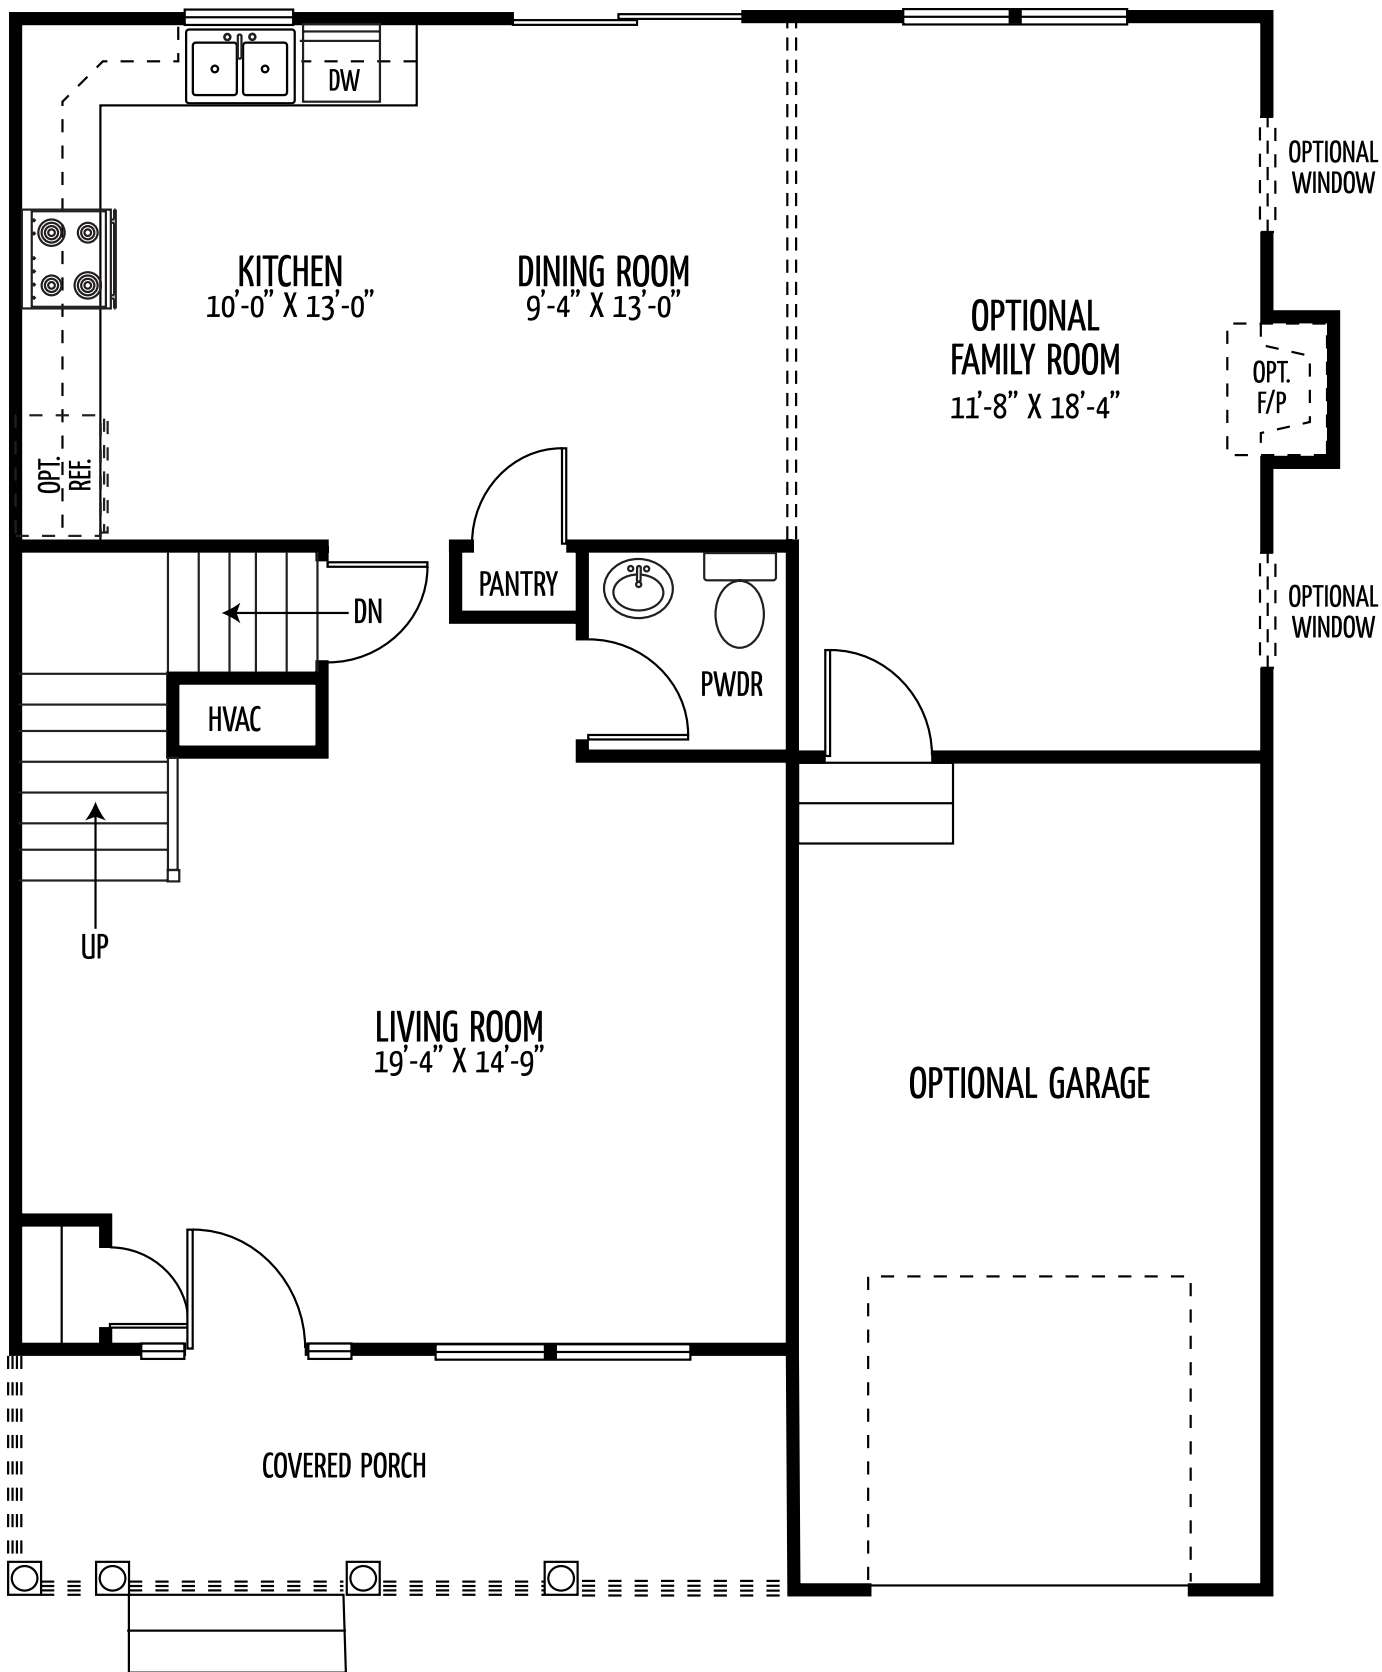 DW
OPTIONAL
WINDOW
KITCHEN
10'-0" X 13'-0"
DINING ROOM
9'-4" X 13'-0"
OPTIONAL
FAMILY ROOM
11'-8" X 18'-4"
OPT.
F/P
OPT.
REF.
PANTRY
DN
OPTIONAL
WINDOW
PWDR
HVAC
UP
LIVING ROOM
19'-4" X 14'-9"
OPTIONAL GARAGE
COVERED PORCH